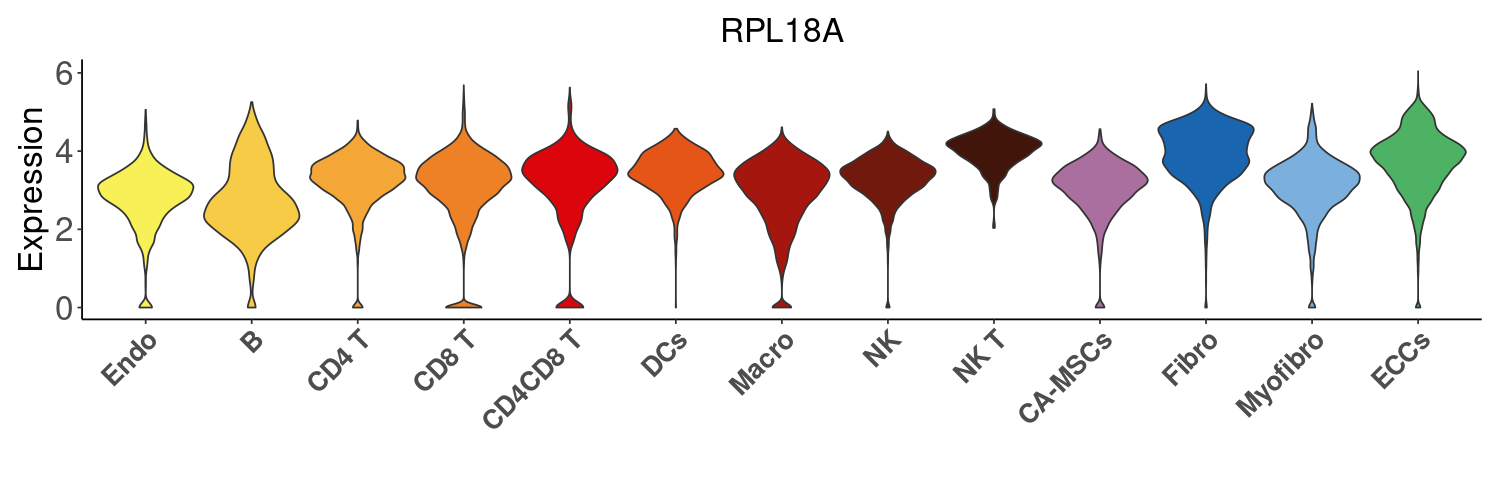 RPL18A
Expression
6
4
2
0
Endo
B
CD4 T
CD8 T
CD4CD8 T
DCs
Macro
NK
NK T
CA-MSCs
Fibro
Myofibro
ECCs